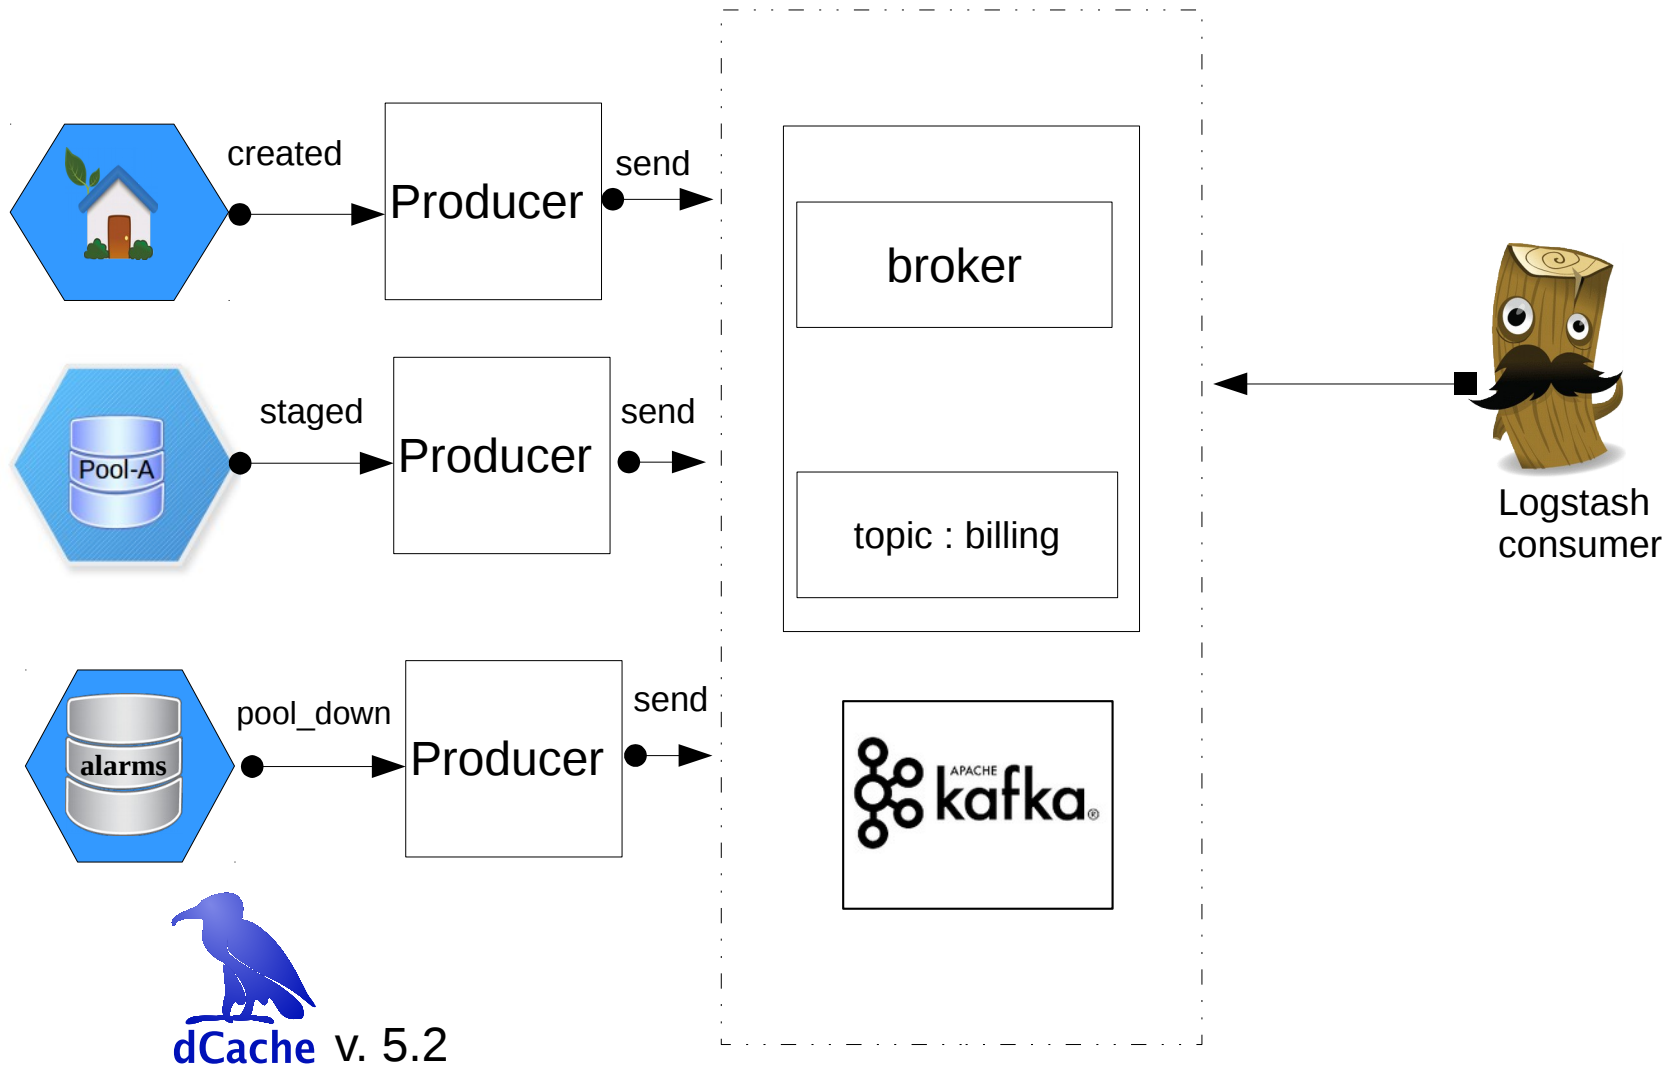 created
Producer
send
broker
staged
Pool-A
Producer
send
topic : billing
Logstash
consumer
pool_down
alarms
Producer
send
APACHE
kafka®
dCache v. 5.2